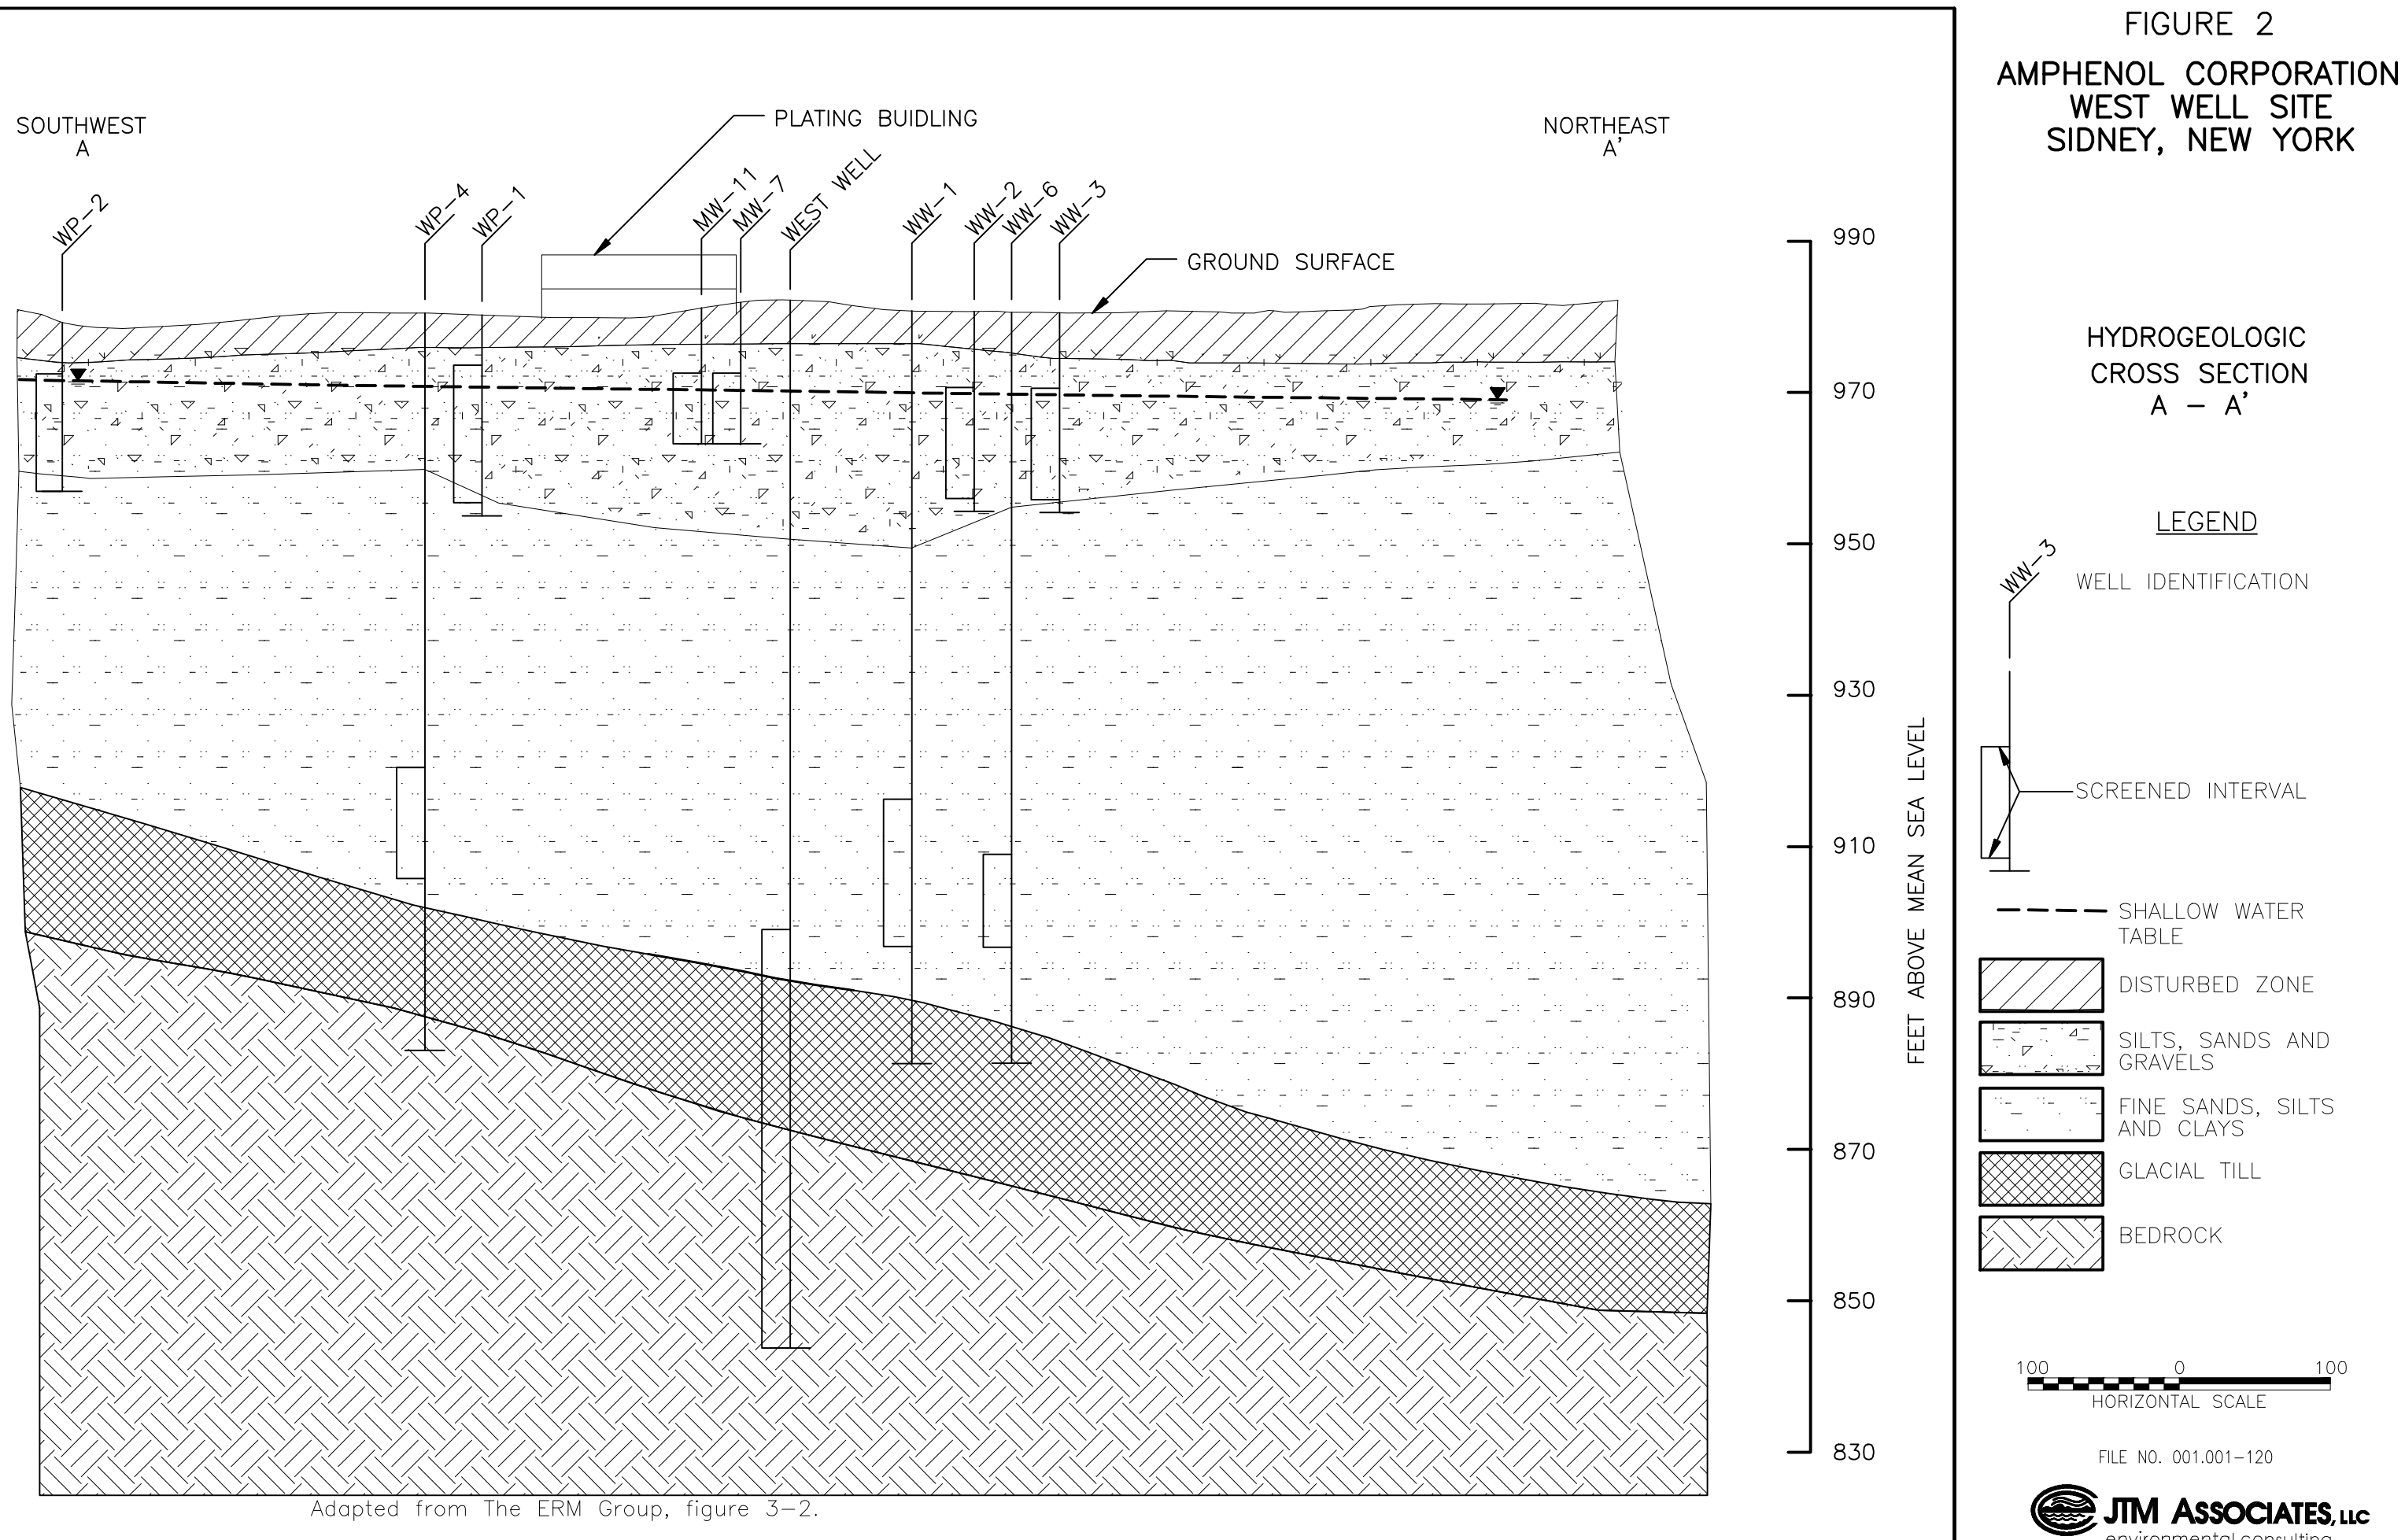 FIGURE 2
AMPHENOL CORPORATION
WEST WELL SITE
SIDNEY, NEW YORK
HYDROGEOLOGIC
CROSS SECTION
A - A'
SOUTHWEST
A
NORTHEAST
A'
PLATING BUIDLING
GROUND SURFACE
WP-2
WP-4
WP-1
MW-11
MW-7
WEST WELL
WW-1
WW-2
WW-6
WW-3
990
970
950
930
910
890
870
850
830
FEET ABOVE MEAN SEA LEVEL
LEGEND
WW-3
WELL IDENTIFICATION
SCREENED INTERVAL
SHALLOW WATER
TABLE
DISTURBED ZONE
SILTS, SANDS AND
GRAVELS
FINE SANDS, SILTS
AND CLAYS
GLACIAL TILL
BEDROCK
100 0 100
HORIZONTAL SCALE
FILE NO. 001.001-120
JTM ASSOCIATES, LLC
environmental consulting
Adapted from The ERM Group, figure 3-2.